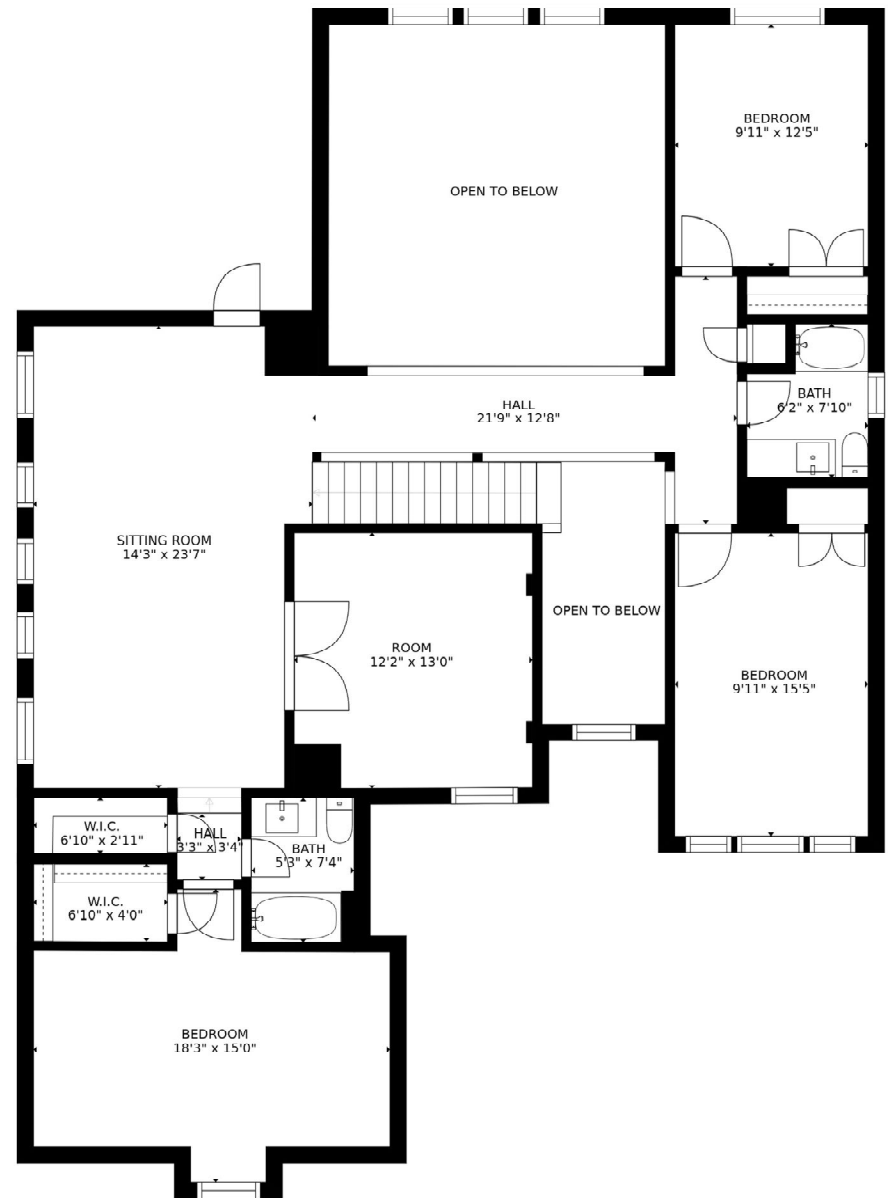 BEDROOM
9'11" x 12'5"
OPEN TO BELOW
BATH
6'2" x 7'10"
HALL
21'9" x 12'8"
SITTING ROOM
14'3" x 23'7"
OPEN TO BELOW
ROOM
12'2" x 13'0"
BEDROOM
9'11" x 15'5"
W.I.C.
6'10" x 2'11"
HALL
3'3" x 3'4"
BATH
5'3" x 7'4"
W.I.C.
6'10" x 4'0"
BEDROOM
18'3" x 15'0"